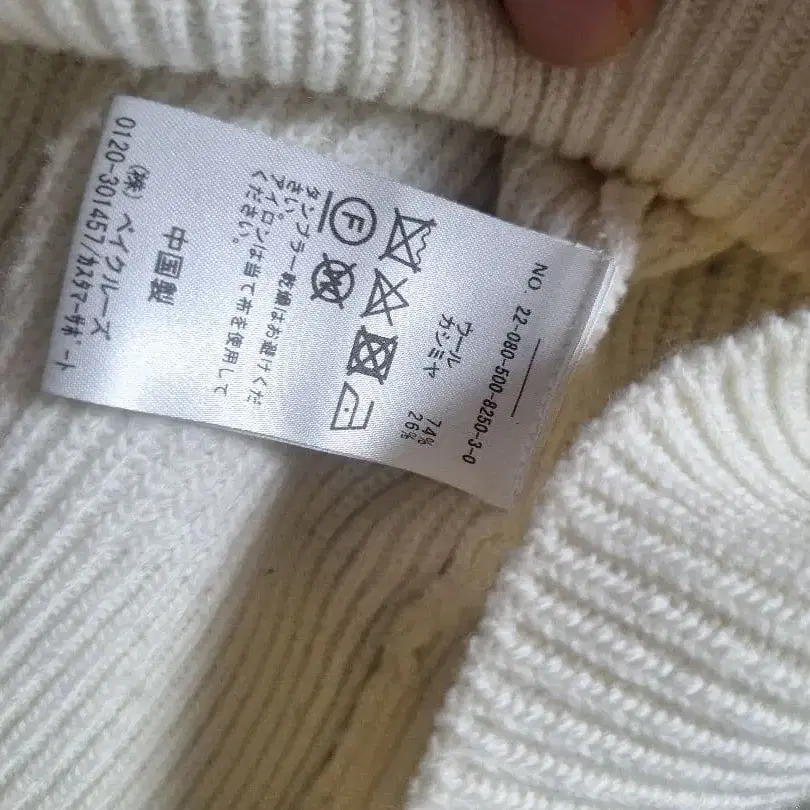 NO 22-080-500-8250-3-0
ウール 74%
カシミヤ 26%
F
タンブラー乾燥はお避けくだ
さい。
アイロンは当て布を使用して
ください。
中国製
(株) ベイクルーズ
0120-301457/カスタマーサポート